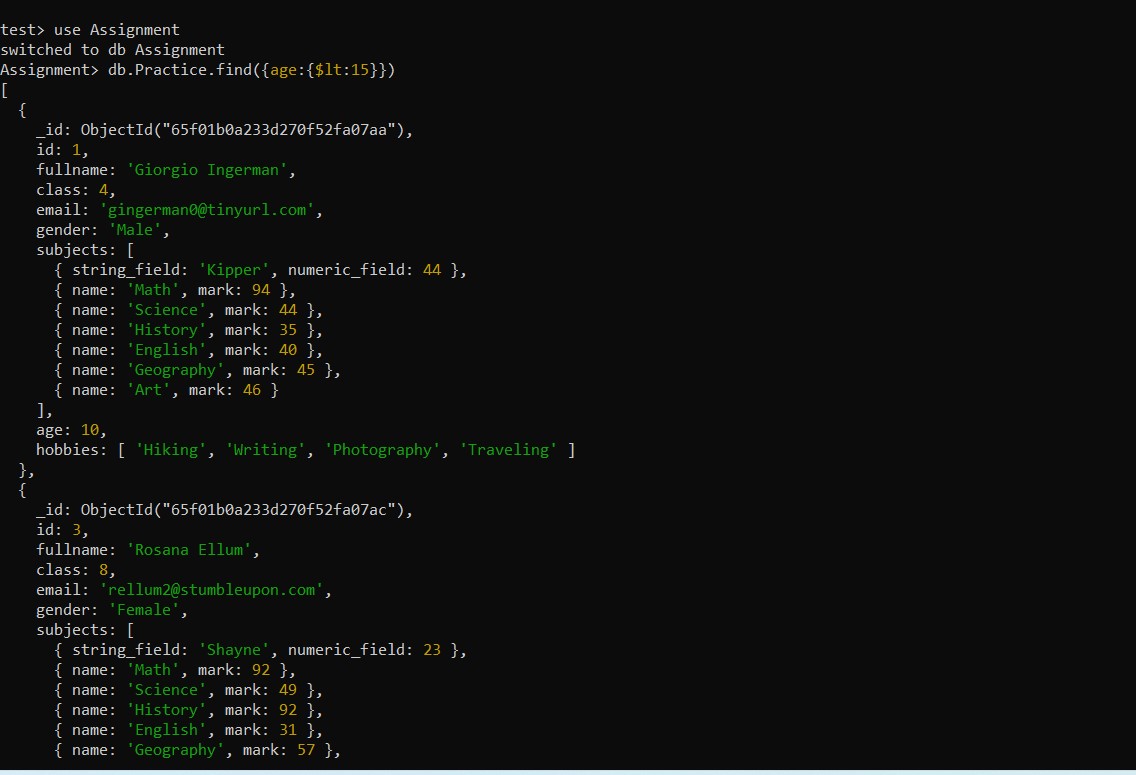 test> use Assignment
switched to db Assignment
Assignment> db.Practice.find({age:{$lt:15}})
[
  {
    _id: ObjectId("65f01b0a233d270f52fa07aa"),
    id: 1,
    fullname: 'Giorgio Ingerman',
    class: 4,
    email: 'gingerman0@tinyurl.com',
    gender: 'Male',
    subjects: [
      { string_field: 'Kipper', numeric_field: 44 },
      { name: 'Math', mark: 94 },
      { name: 'Science', mark: 44 },
      { name: 'History', mark: 35 },
      { name: 'English', mark: 40 },
      { name: 'Geography', mark: 45 },
      { name: 'Art', mark: 46 }
    ],
    age: 10,
    hobbies: [ 'Hiking', 'Writing', 'Photography', 'Traveling' ]
  },
  {
    _id: ObjectId("65f01b0a233d270f52fa07ac"),
    id: 3,
    fullname: 'Rosana Ellum',
    class: 8,
    email: 'rellum2@stumbleupon.com',
    gender: 'Female',
    subjects: [
      { string_field: 'Shayne', numeric_field: 23 },
      { name: 'Math', mark: 92 },
      { name: 'Science', mark: 49 },
      { name: 'History', mark: 92 },
      { name: 'English', mark: 31 },
      { name: 'Geography', mark: 57 },